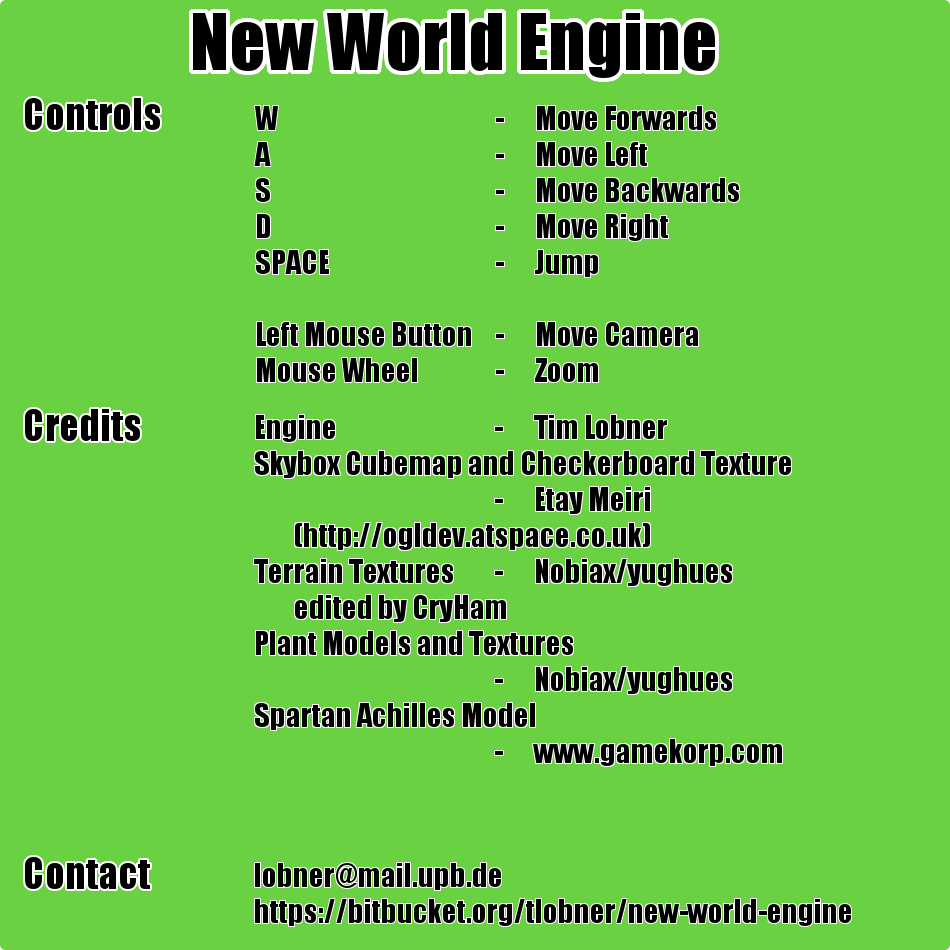 New World Engine
Controls
W - Move Forwards
A - Move Left
S - Move Backwards
D - Move Right
SPACE - Jump
Left Mouse Button - Move Camera
Mouse Wheel - Zoom
Credits
Engine - Tim Lobner
Skybox Cubemap and Checkerboard Texture
- Etay Meiri
(http://ogldev.atspace.co.uk)
Terrain Textures - Nobiax/yughues
edited by CryHam
Plant Models and Textures
- Nobiax/yughues
Spartan Achilles Model
- www.gamekorp.com
Contact
lobner@mail.upb.de
https://bitbucket.org/tlobner/new-world-engine